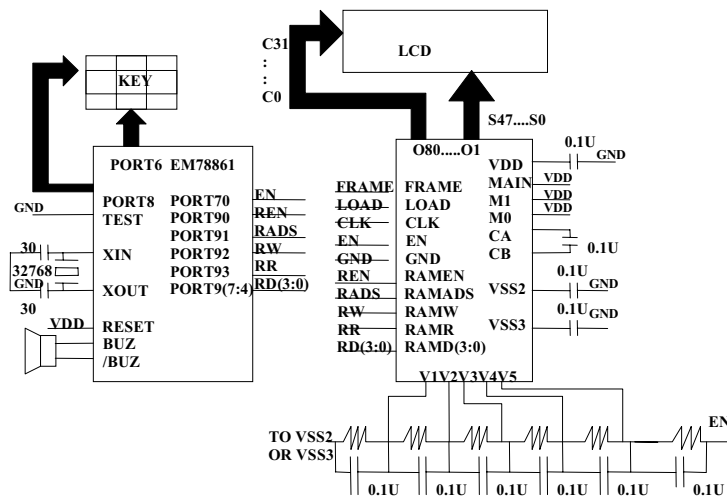 C31
:
:
C0
LCD
KEY
S47....S0
PORT6 EM78861
PORT8
TEST
XIN
XOUT
RESET
BUZ
/BUZ
PORT70
PORT90
PORT91
PORT92
PORT93
PORT9(7:4)
GND
30
32768
GND
30
VDD
EN
REN
RADS
RW
RR
RD(3:0)
O80.....O1
FRAME
LOAD
CLK
EN
GND
REN
RADS
RW
RR
RD(3:0)
FRAME
LOAD
CLK
EN
GND
RAMEN
RAMADS
RAMW
RAMR
RAMD(3:0)
VDD
MAIN
M1
M0
CA
CB
VSS2
VSS3
0.1U
GND
VDD
VDD
VDD
0.1U
0.1U
GND
0.1U
GND
V1V2V3V4V5
TO VSS2
OR VSS3
EN
0.1U
0.1U
0.1U
0.1U
0.1U
0.1U